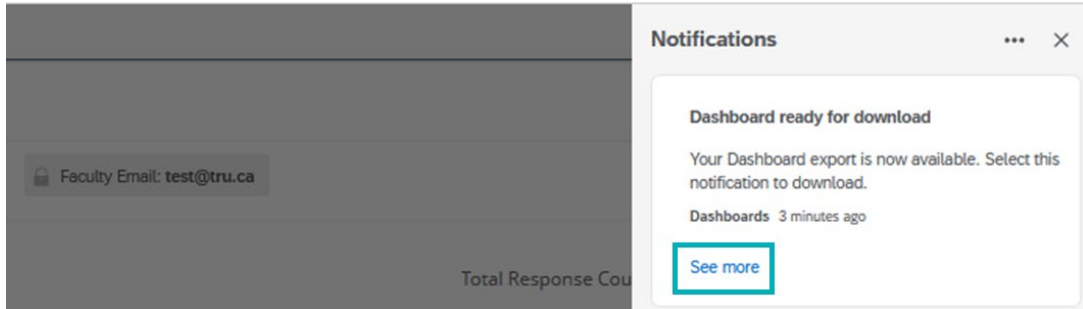 Notifications
Dashboard ready for download
Your Dashboard export is now available. Select this
notification to download.
Dashboards 3 minutes ago
See more
Faculty Email: test@tru.ca
Total Response Cou